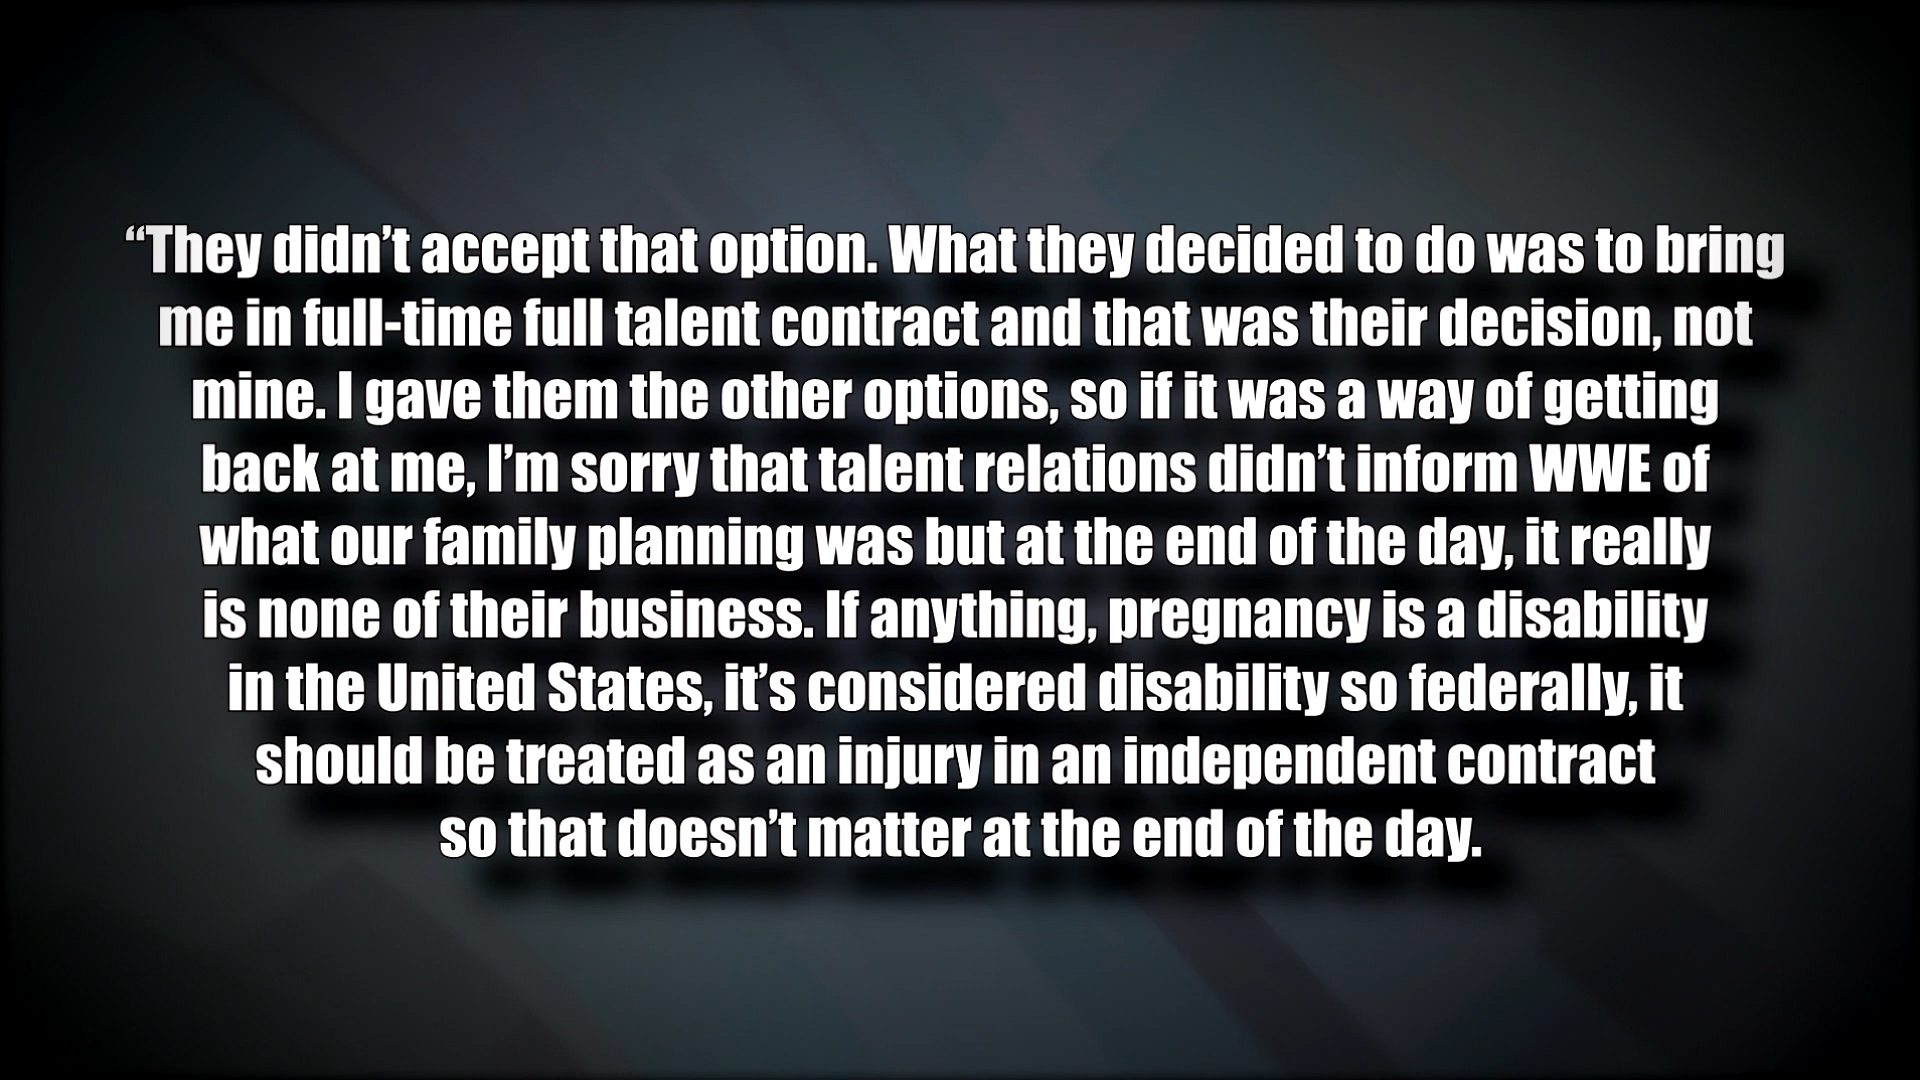 “They didn’t accept that option. What they decided to do was to bring
me in full-time full talent contract and that was their decision, not
mine. I gave them the other options, so if it was a way of getting
back at me, I’m sorry that talent relations didn’t inform WWE of
what our family planning was but at the end of the day, it really
is none of their business. If anything, pregnancy is a disability
in the United States, it’s considered disability so federally, it
should be treated as an injury in an independent contract
so that doesn’t matter at the end of the day.